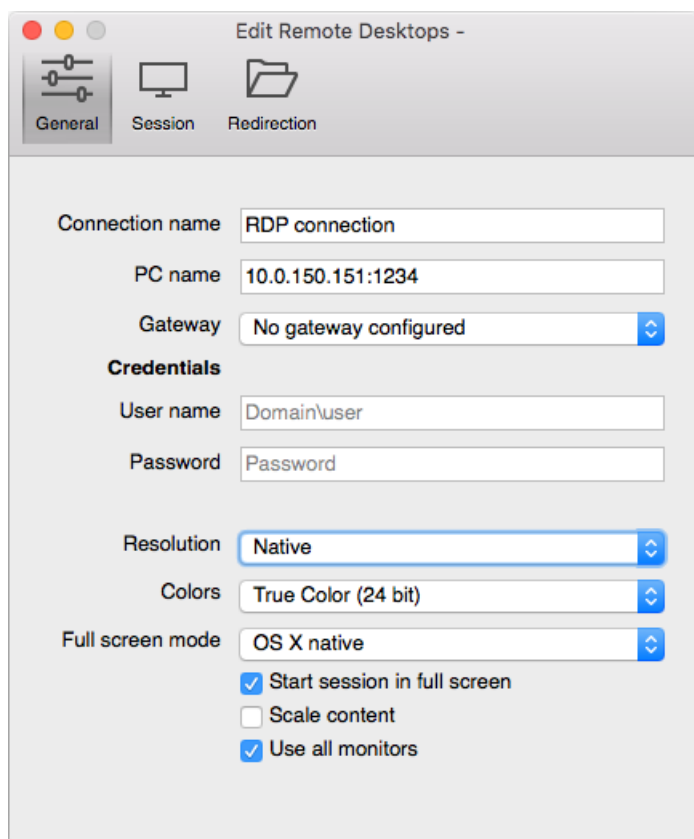 Edit Remote Desktops -
General Session Redirection
Connection name RDP connection
PC name 10.0.150.151:1234
Gateway No gateway configured
Credentials
User name Domain\user
Password Password
Resolution Native
Colors True Color (24 bit)
Full screen mode OS X native
Start session in full screen
Scale content
Use all monitors